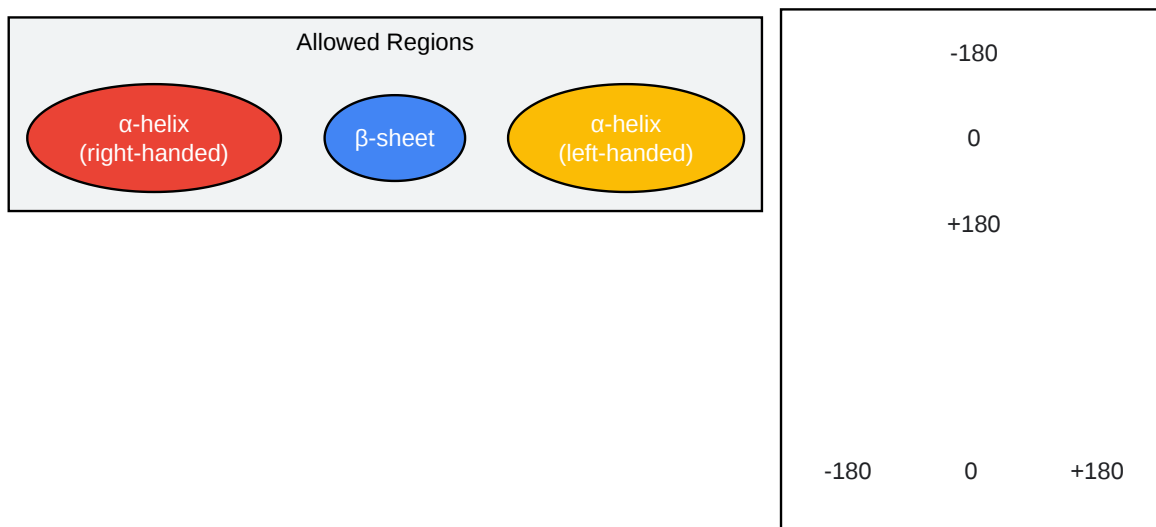 Allowed Regions
α-helix
(right-handed)
β-sheet
α-helix
(left-handed)
-180
0
+180
-180 0 +180